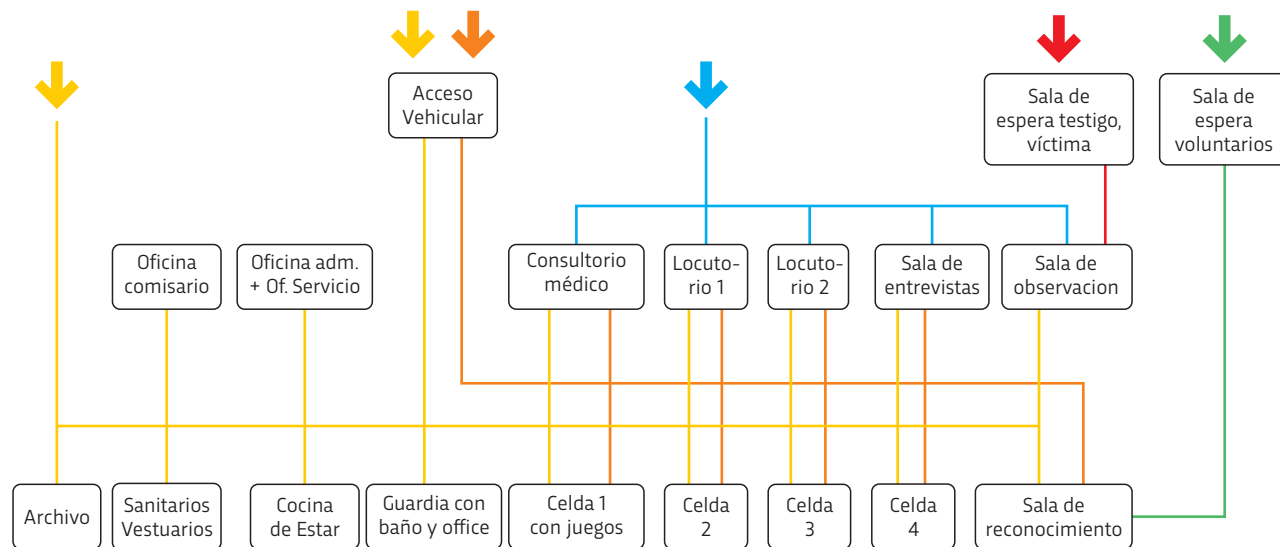 Acceso
Vehicular
Sala de
espera testigo,
víctima
Sala de
espera
voluntarios
Oficina
comisario
Oficina adm.
+ Of. Servicio
Consultorio
médico
Locuto-
rio 1
Locuto-
rio 2
Sala de
entrevistas
Sala de
observacion
Archivo
Sanitarios
Vestuarios
Cocina
de Estar
Guardia con
baño y office
Celda 1
con juegos
Celda
2
Celda
3
Celda
4
Sala de
reconocimiento